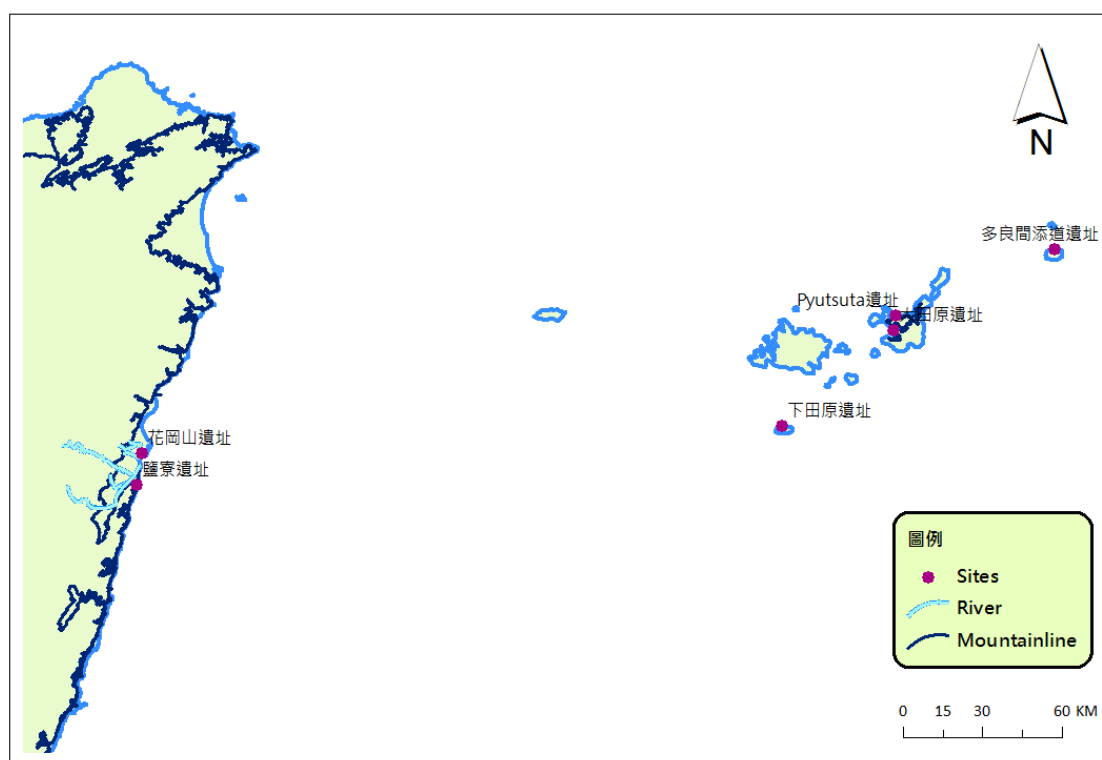 N
多良間添道遺址
Pyutsuta遺址
大田原遺址
下田原遺址
花岡山遺址
鹽寮遺址
圖例
Sites
River
Mountainline
0 15 30 60 KM